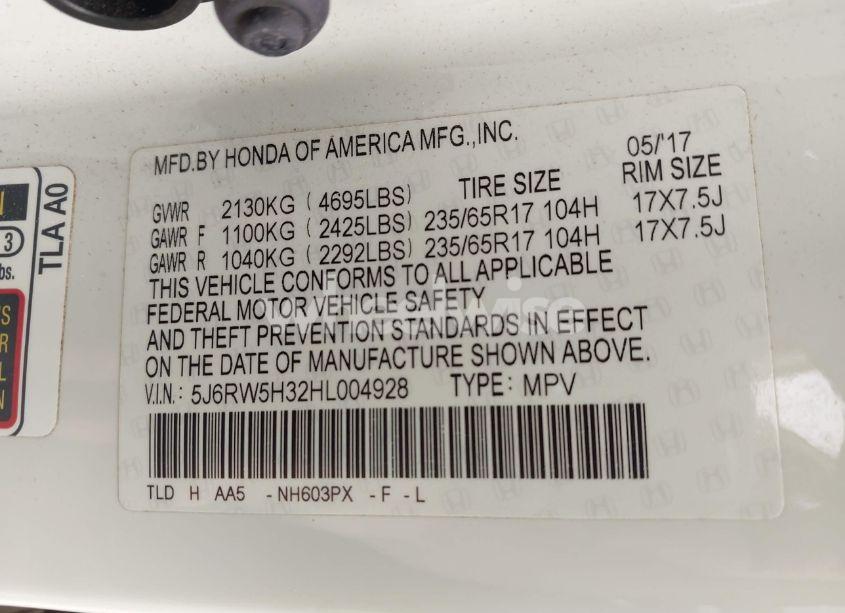 MFD.BY HONDA OF AMERICA MFG.,INC. 05/'17
TIRE SIZE RIM SIZE
GVWR 2130KG ( 4695LBS)
GAWR F 1100KG (2425LBS) 235/65R17 104H 17X7.5J
GAWR R 1040KG (2292LBS) 235/65R17 104H 17X7.5J
THIS VEHICLE CONFORMS TO ALL APPLICABLE
FEDERAL MOTOR VEHICLE SAFETY
AND THEFT PREVENTION STANDARDS IN EFFECT
ON THE DATE OF MANUFACTURE SHOWN ABOVE.
V.I.N.: 5J6RW5H32HL004928 TYPE: MPV
TLD H AA5 -NH603PX -F -L
TLA A0
3
bs.